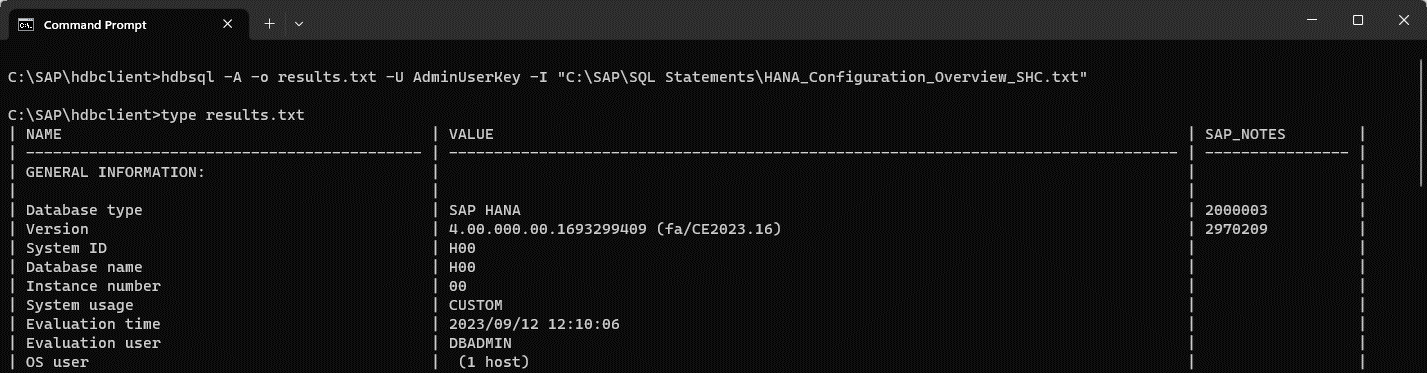 Command Prompt
C:\SAP\hdbclient>hdbsql -A -o results.txt -U AdminUserKey -I "C:\SAP\SQL Statements\HANA_Configuration_Overview_SHC.txt"
C:\SAP\hdbclient>type results.txt
| NAME | VALUE | SAP_NOTES |
| -------------------------------------------- | --------------------------------------------------------------------------------- | ---------------- |
| GENERAL INFORMATION: | | |
| | | |
| Database type | SAP HANA | 2000003 |
| Version | 4.00.000.00.1693299409 (fa/CE2023.16) | 2970209 |
| System ID | H00 | |
| Database name | H00 | |
| Instance number | 00 | |
| System usage | CUSTOM | |
| Evaluation time | 2023/09/12 12:10:06 | |
| Evaluation user | DBADMIN | |
| OS user | (1 host) | |